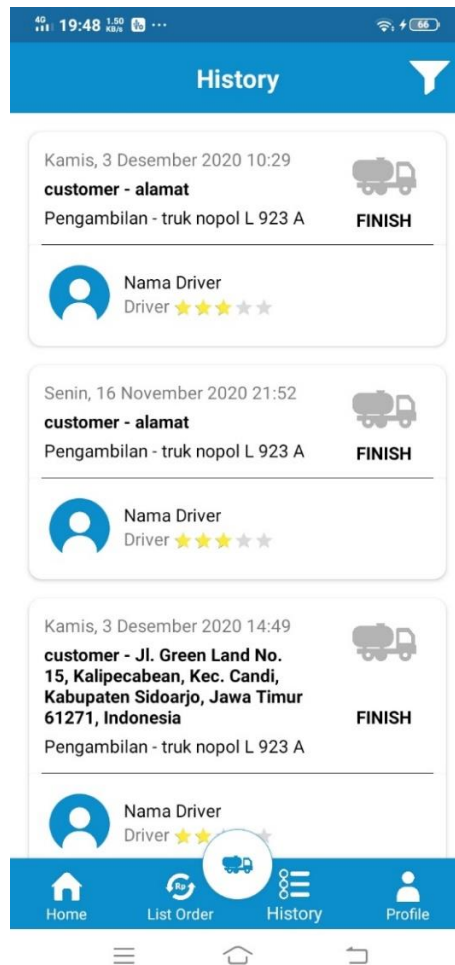 4G 19:48 1.50 KB/s 66
History
Kamis, 3 Desember 2020 10:29
customer - alamat
Pengambilan - truk nopol L 923 A
FINISH
Nama Driver
Driver
Senin, 16 November 2020 21:52
customer - alamat
Pengambilan - truk nopol L 923 A
FINISH
Nama Driver
Driver
Kamis, 3 Desember 2020 14:49
customer - Jl. Green Land No.
15, Kalipecabean, Kec. Candi,
Kabupaten Sidoarjo, Jawa Timur
61271, Indonesia
FINISH
Pengambilan - truk nopol L 923 A
Nama Driver
Driver
Rp
Home List Order History Profile